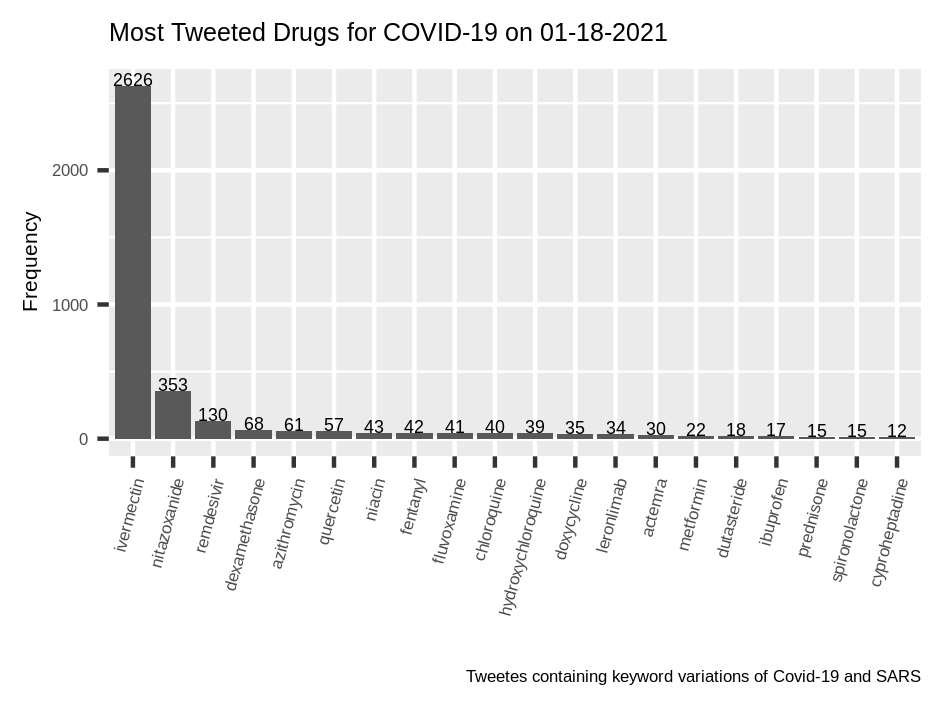 Most Tweeted Drugs for COVID-19 on 01-18-2021
Frequency
2000
1000
0
2626
353
130
68
61
57
43
42
41
40
39
35
34
30
22
18
17
15
15
12
ivermectin
nitazoxanide
remdesivir
dexamethasone
azithromycin
quercetin
niacin
fentanyl
fluvoxamine
chloroquine
hydroxychloroquine
doxycycline
leronlimab
actemra
metformin
dutasteride
ibuprofen
prednisone
spironolactone
cyproheptadine
Tweetes containing keyword variations of Covid-19 and SARS